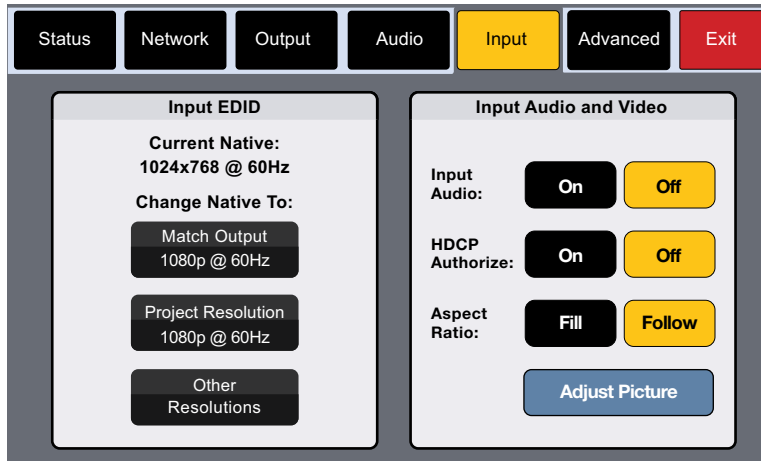 Status Network Output Audio Input Advanced Exit
Input EDID
Current Native:
1024x768 @ 60Hz
Change Native To:
Match Output
1080p @ 60Hz
Project Resolution
1080p @ 60Hz
Other
Resolutions
Input Audio and Video
Input
Audio:
On Off
HDCP
Authorize:
On Off
Aspect
Ratio:
Fill Follow
Adjust Picture